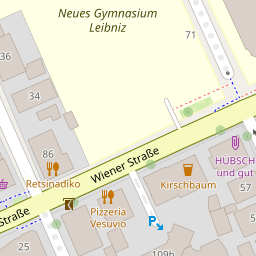 Neues Gymnasium
Leibniz
71
36
34
Wiener Straße
86
Retsinadiko
HÜBSCH
und gut
Kirschbaum
57
Pizzeria
Vesuvio
Straße
P
25
109b